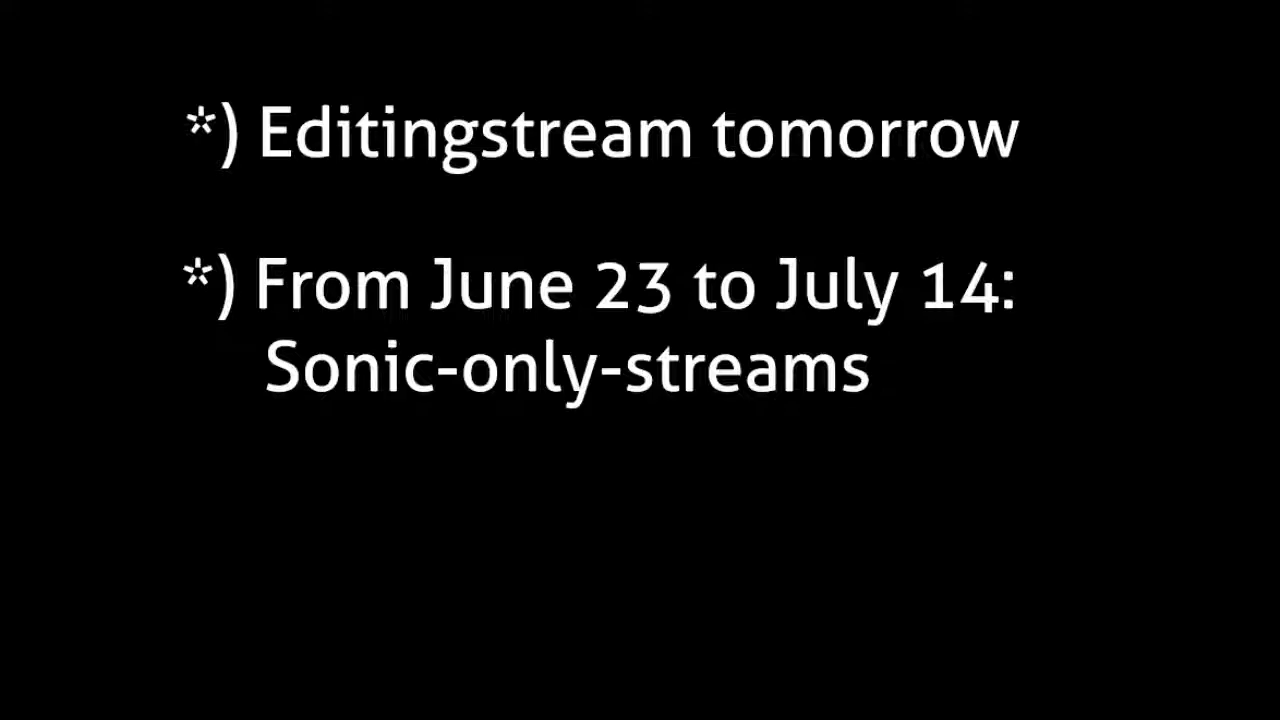 *) Editingstream tomorrow
*) From June 23 to July 14:
Sonic-only-streams